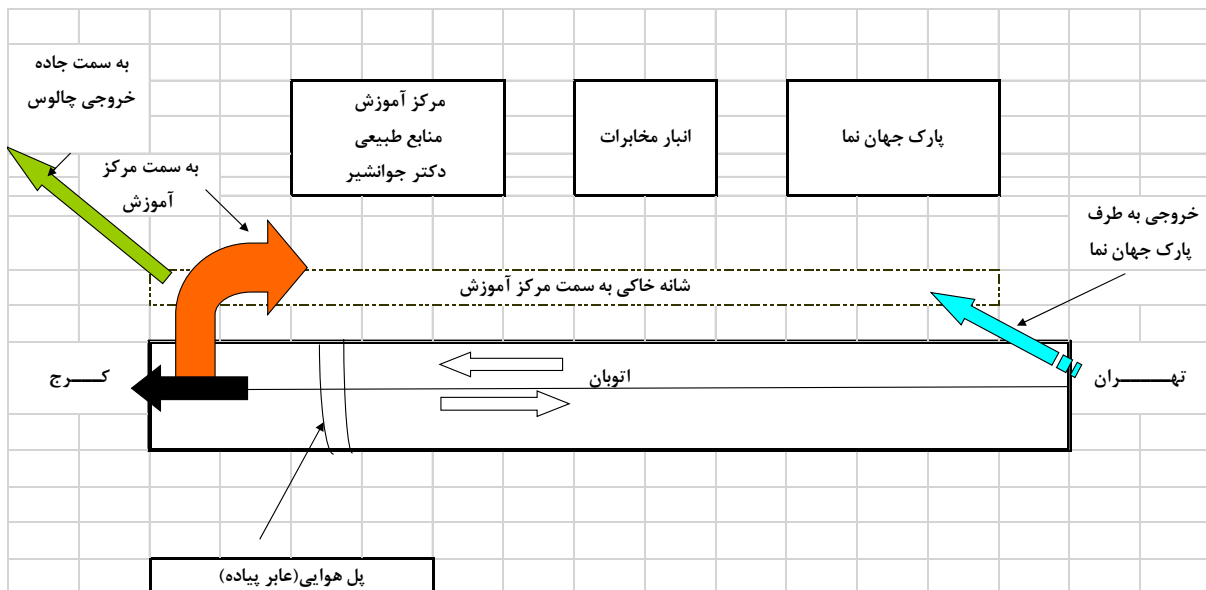 به سمت جاده
خروجی چالوس
مرکز آموزش
منابع طبیعی
دکتر جوانشیر
انبار مخابرات
پارک جهان نما
به سمت مرکز
آموزش
خروجی به طرف
پارک جهان نما
شانه خاکی به سمت مرکز آموزش
تهـــــــران
اتوبان
کــــرج
پل هوایی(عابر پیاده)